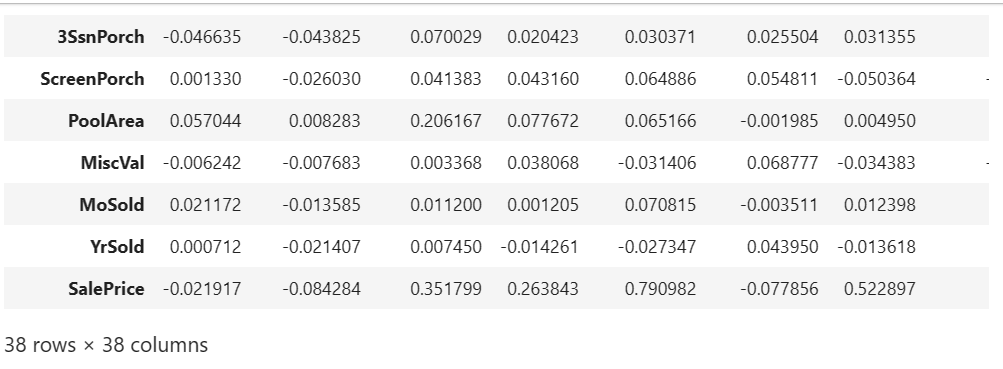 3SsnPorch -0.046635 -0.043825 0.070029 0.020423 0.030371 0.025504 0.031355
ScreenPorch 0.001330 -0.026030 0.041383 0.043160 0.064886 0.054811 -0.050364 -
PoolArea 0.057044 0.008283 0.206167 0.077672 0.065166 -0.001985 0.004950
MiscVal -0.006242 -0.007683 0.003368 0.038068 -0.031406 0.068777 -0.034383 -
MoSold 0.021172 -0.013585 0.011200 0.001205 0.070815 -0.003511 0.012398
YrSold 0.000712 -0.021407 0.007450 -0.014261 -0.027347 0.043950 -0.013618
SalePrice -0.021917 -0.084284 0.351799 0.263843 0.790982 -0.077856 0.522897
38 rows × 38 columns